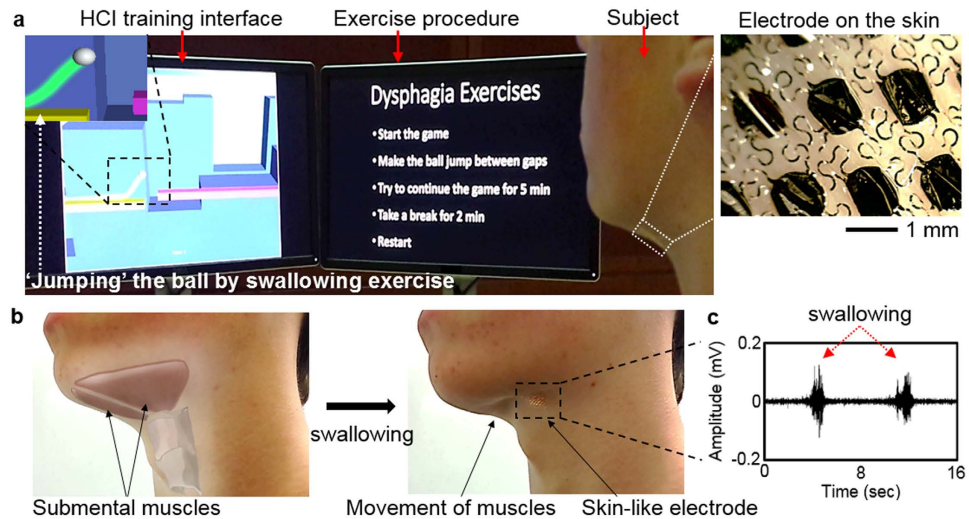 a
HCI training interface
Exercise procedure
Subject
Electrode on the skin
Dysphagia Exercises
•Start the game
•Make the ball jump between gaps
•Try to continue the game for 5 min
•Take a break for 2 min
•Restart
'Jumping' the ball by swallowing exercise
1 mm
b
swallowing
Submental muscles
Movement of muscles
Skin-like electrode
c
swallowing
Amplitude (mV)
0.2
0
-0.2
0
8
16
Time (sec)